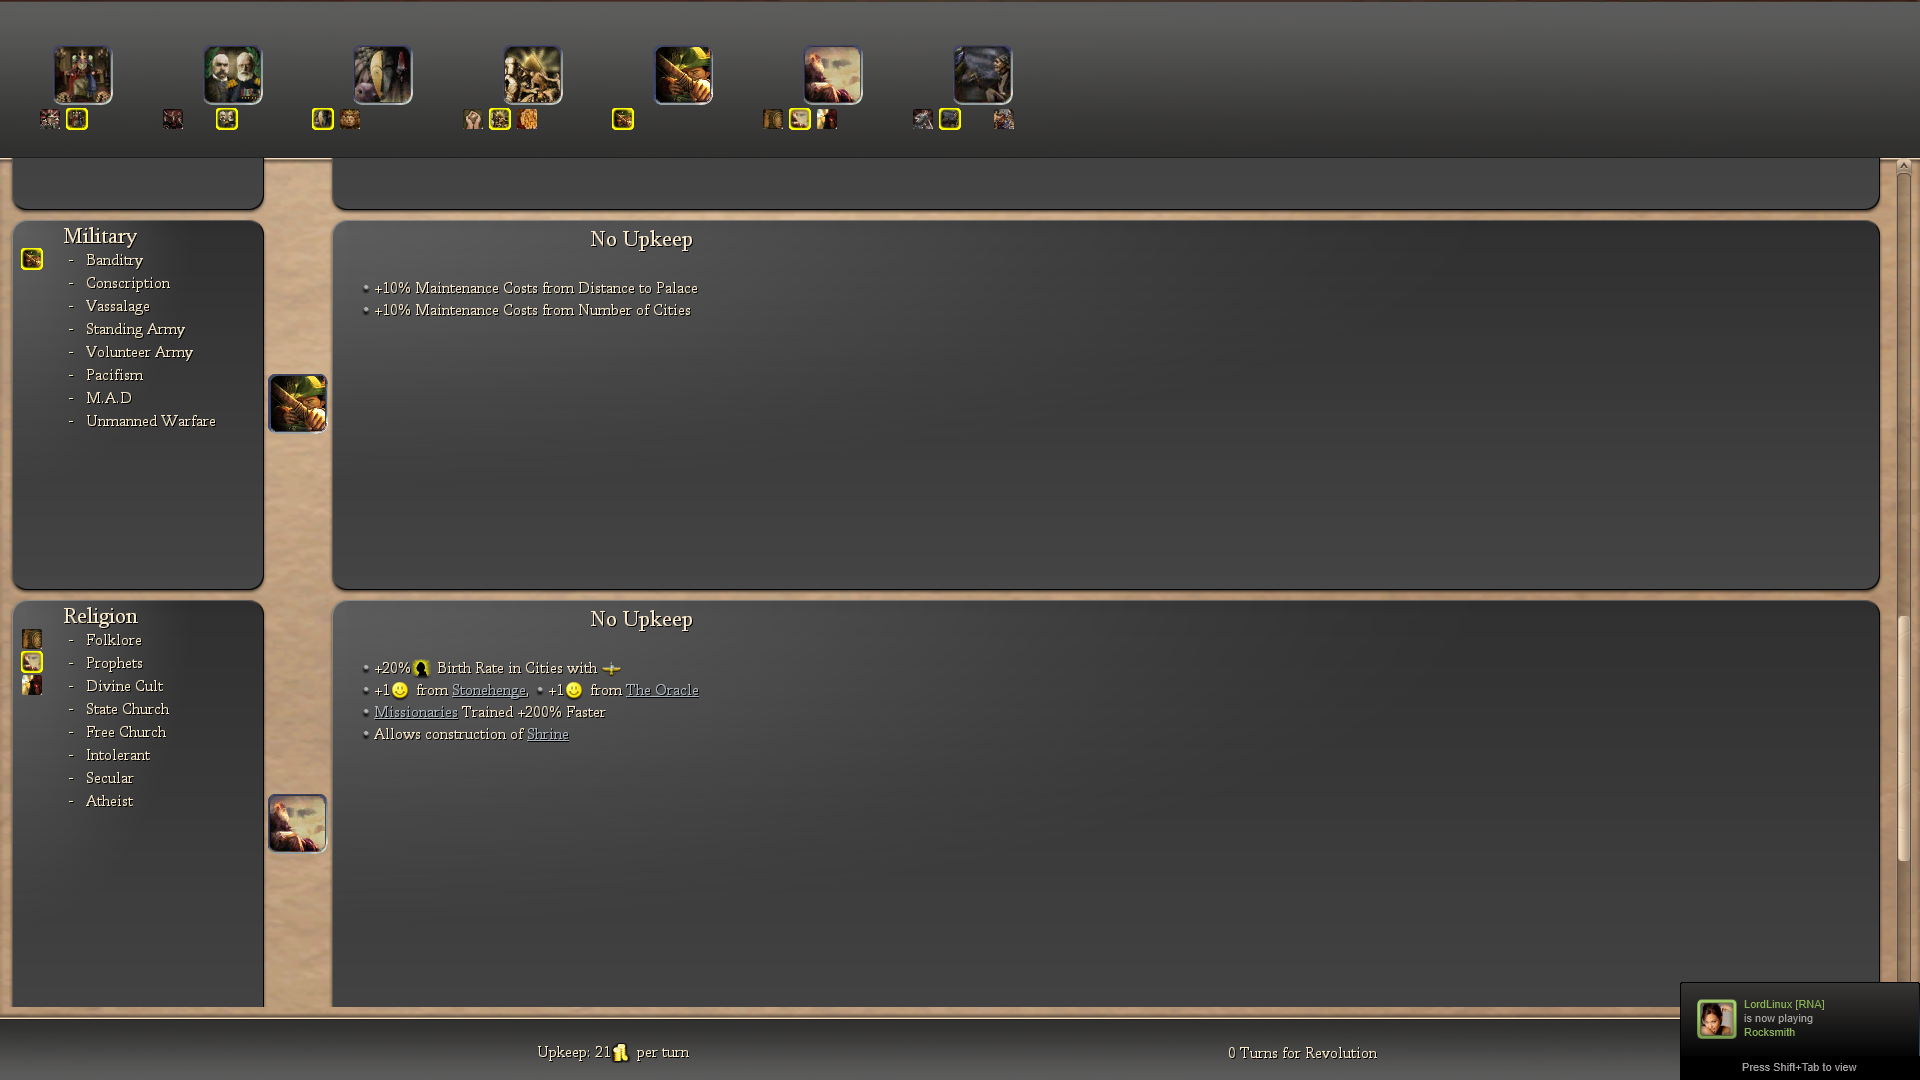 Military
- Banditry
- Conscription
- Vassalage
- Standing Army
- Volunteer Army
- Pacifism
- M.A.D
- Unmanned Warfare
No Upkeep
+10% Maintenance Costs from Distance to Palace
+10% Maintenance Costs from Number of Cities
Religion
- Folklore
- Prophets
- Divine Cult
- State Church
- Free Church
- Intolerant
- Secular
- Atheist
No Upkeep
+20% Birth Rate in Cities with
+1 from Stonehenge, • +1 from The Oracle
Missionaries Trained +200% Faster
Allows construction of Shrine
Upkeep: 21 per turn
0 Turns for Revolution
LordLinux [RNA]
is now playing
Rocksmith
Press Shift+Tab to view